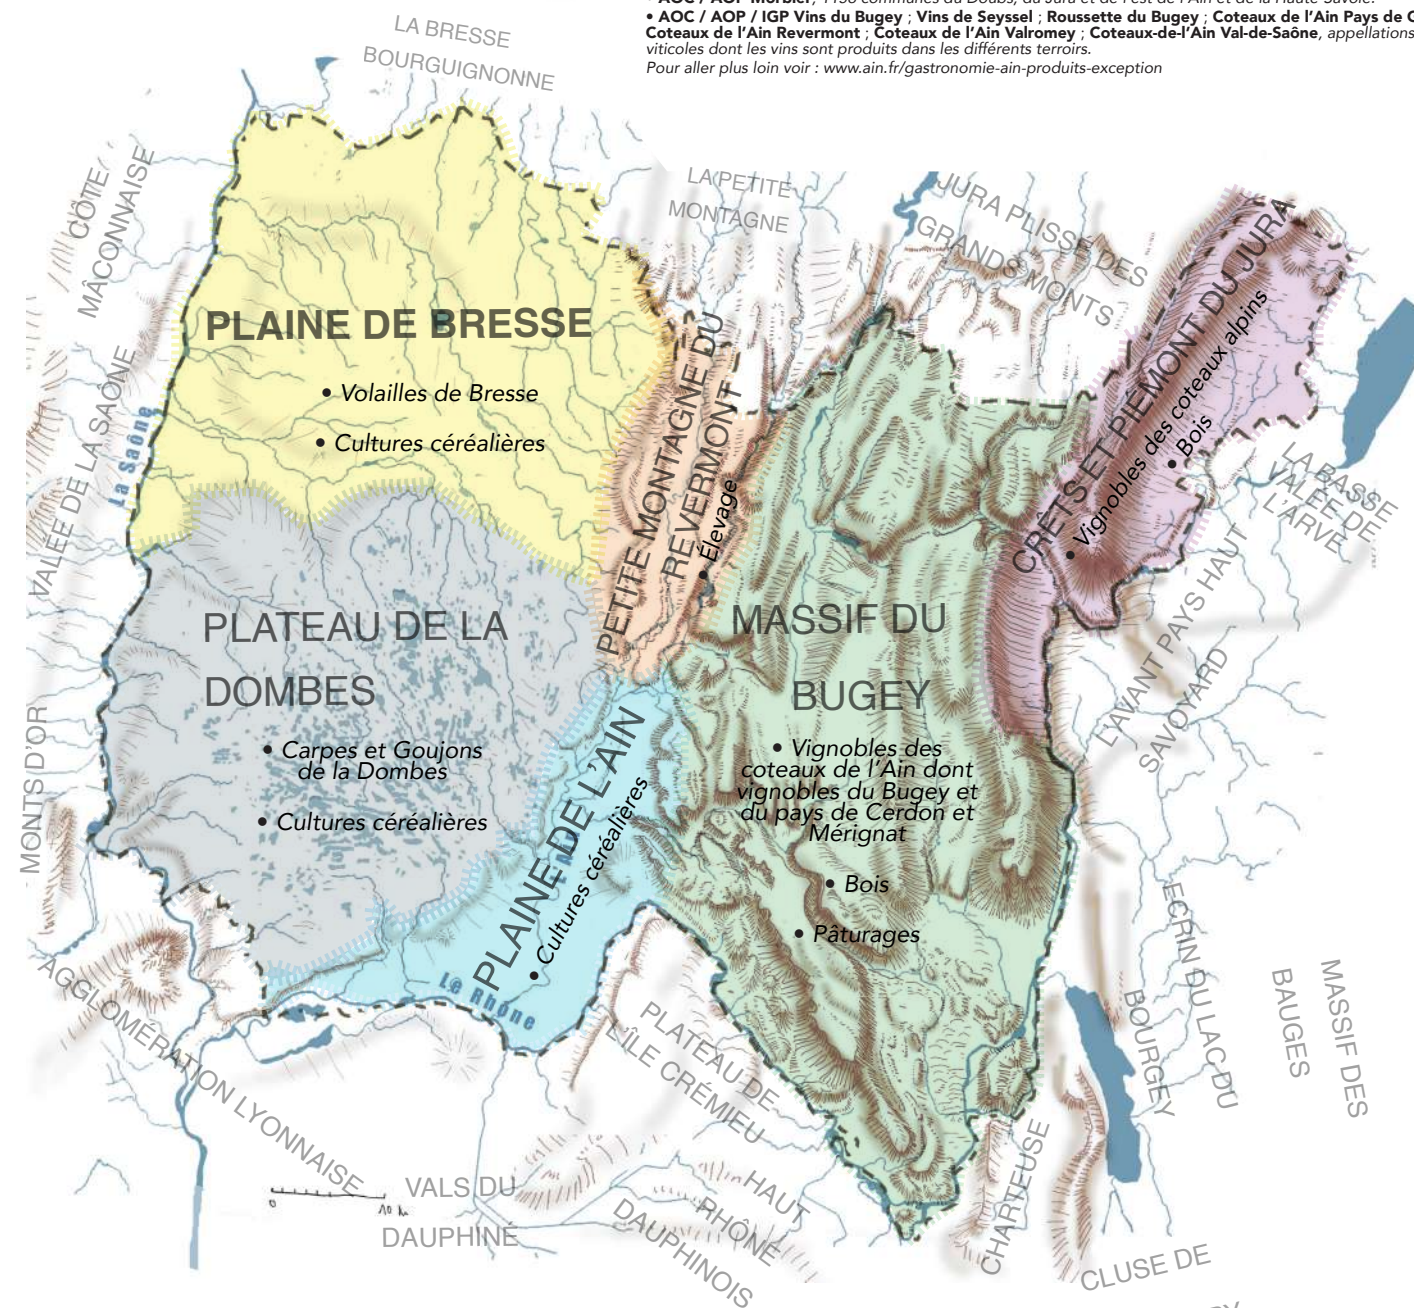 • AOC / AOP / IGP Vins du Bugey ; Vins de Seyssel ; Roussette du Bugey ; Coteaux de l'Ain Pays de
Coteaux de l'Ain Revermont ; Coteaux de l'Ain Valromey ; Coteaux-de-l'Ain Val-de-Saône, appellations
viticoles dont les vins sont produits dans les différents terroirs.
Pour aller plus loin voir : www.ain.fr/gastronomie-ain-produits-exception
LA BRESSE
BOURGUIGNONNE
CÔTE
MÂCONNAISE
LA PETITE
MONTAGNE
JURA PLISSÉ DES
GRANDS MONTS
PLAINE DE BRESSE
• Volailles de Bresse
• Cultures céréalières
VALÉE DE LA SAÔNE
La Saône
PETITE MONTAGNE DU
REVERMONT
• Élevage
CRÊTS ET PIÉMONT DU JURA
• Vignobles des coteaux alpins
• Bois
LA BASSE
VALÉE DE
L'ARVE
PLATEAU DE LA
DOMBES
• Carpes et Goujons
de la Dombes
• Cultures céréalières
MASSIF DU
BUGEY
• Vignobles des
coteaux de l'Ain dont
vignobles du Bugey et
du pays de Cerdon et
Mérignat
• Bois
• Pâturages
PLAINE DE L'AIN
• Cultures céréalières
Le Rhône
L'AVANT PAYS HAUT
SAVOYARD
MONTS D'OR
AGGLOMÉRATION LYONNAISE
PLATEAU DE
L'ÎLE CRÉMIEU
ECRIN DU LAC DU
BOURGEY
MASSIF DES
BAUGES
0 10 km
VALS DU
DAUPHINÉ
HAUT
RHÔNE
DAUPHINOIS
CHARTEUSE
CLUSE DE